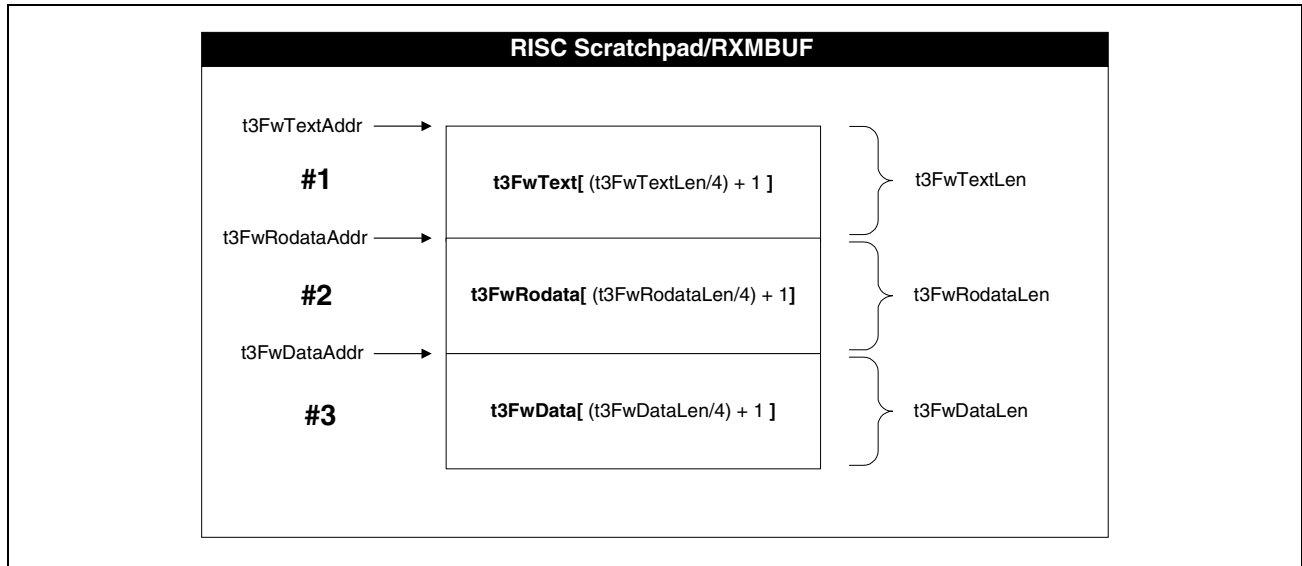 RISC Scratchpad/RXMBUF
t3FwTextAddr
#1
t3FwText[ (t3FwTextLen/4) + 1 ]
t3FwTextLen
t3FwRodataAddr
#2
t3FwRodata[ (t3FwRodataLen/4) + 1]
t3FwRodataLen
t3FwDataAddr
#3
t3FwData[ (t3FwDataLen/4) + 1 ]
t3FwDataLen